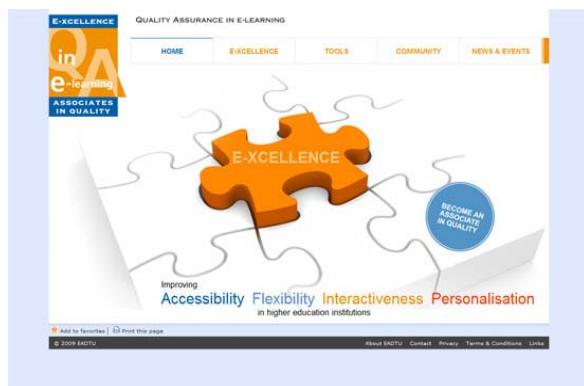 E-XCELLENCE
QUALITY ASSURANCE IN E-LEARNING
HOME
E-XCELLENCE
TOOLS
COMMUNITY
NEWS & EVENTS
QA
in
e-learning
ASSOCIATES
IN QUALITY
E-XCELLENCE
BECOME AN
ASSOCIATE
IN QUALITY
Improving
Accessibility Flexibility Interactiveness Personalisation
in higher education institutions
Add to favorites | Print this page
© 2009 EADTU
About EADTU Contact Privacy Terms & Conditions Links